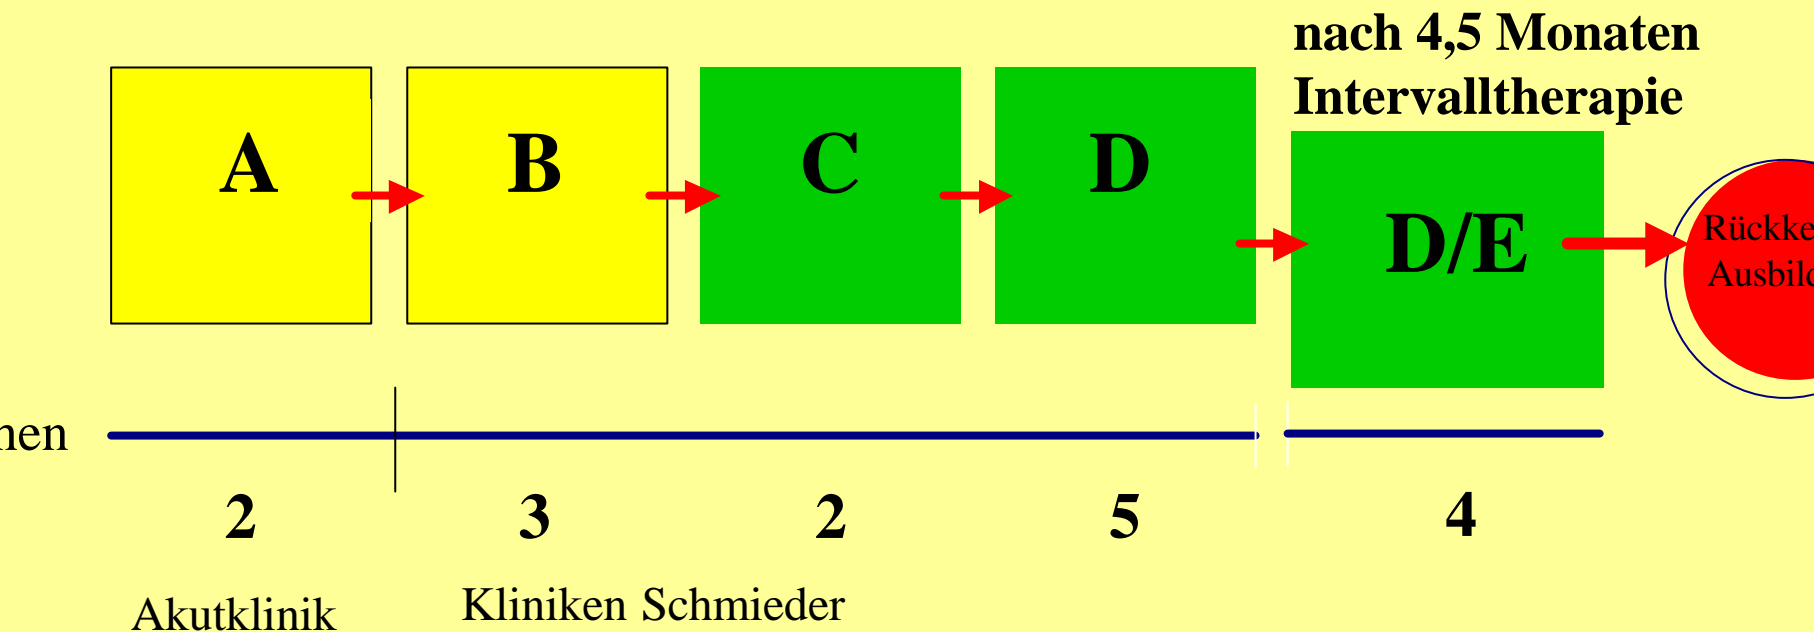 nach 4,5 Monaten
Intervalltherapie
A
B
C
D
D/E
2
3
2
5
4
Akutklinik
Kliniken Schmieder